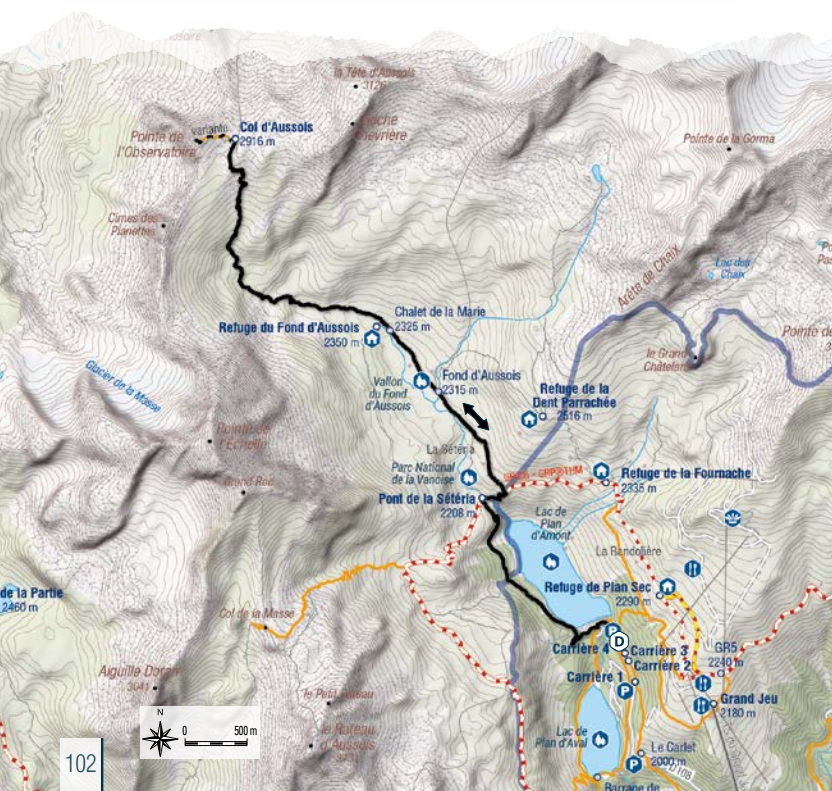 la Tête d'Aussois
variante
Col d'Aussois
2916 m
Pointe de
l'Observatoire
Roche
Chevrière
Pointe de la Gorma
Cimes des
Planettes
Arête de Chaix
Lac des
Chaix
Chalet de la Marie
2325 m
Refuge du Fond d'Aussois
2350 m
Pointe de
le Grand
Châtelard
Glacier de la Masse
Vallon
du Fond
d'Aussois
Fond d'Aussois
2315 m
Refuge de la
Dent Parrachée
2516 m
Pointe de
l'Échelle
La Sétéria
Grand Roc
Parc National
de la Vanoise
Refuge de la Fournache
2335 m
Pont de la Sétéria
2208 m
Lac de
Plan
d'Amont
La Randolière
de la Partie
2460 m
Refuge de Plan Sec
2290 m
Col de la Masse
P
D
Carrière 4
Carrière 3
Carrière 2
GR5
2240 m
Aiguille Doran
3041
Carrière 1
P
Grand Jeu
2180 m
N
0 500 m
le Rateau
d'Aussois
3131
Lac de
Plan d'Aval
Le Carlet
2000 m
P
D108
102
Barrage de